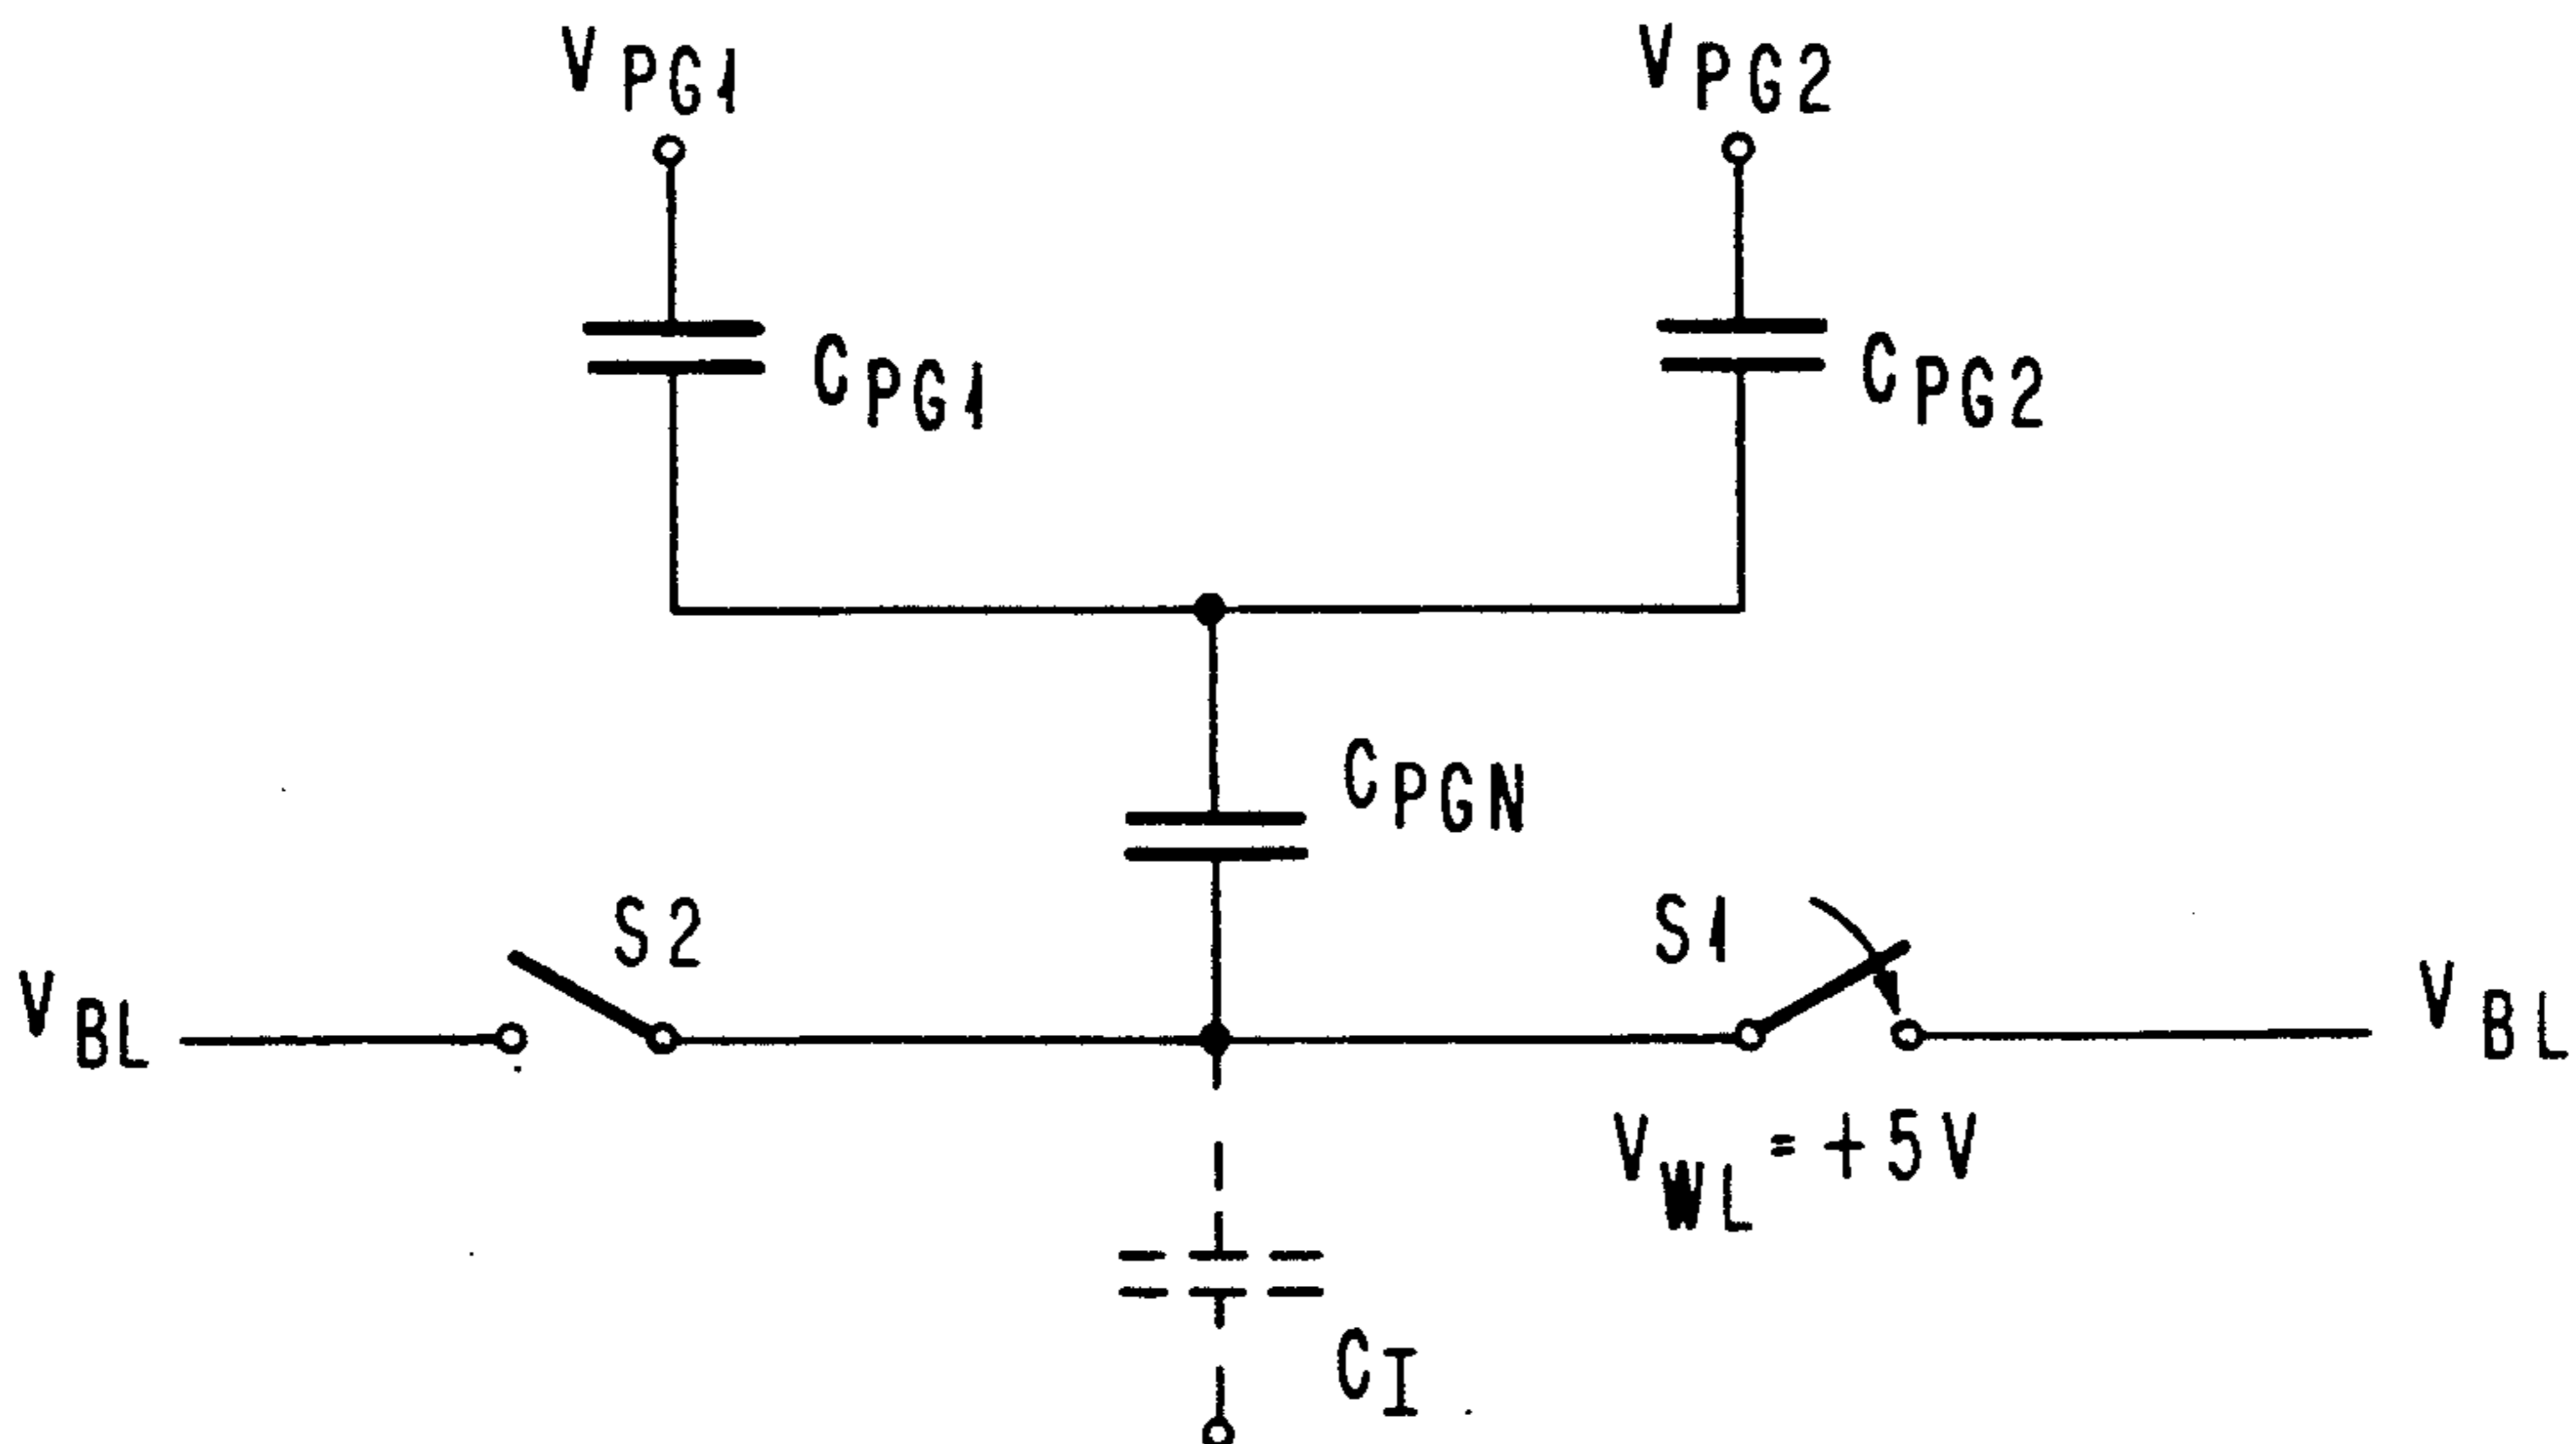 VPG1
VPG2
CPG1
CPG2
CPGN
S2
S1
VBL
VBL
VWL = +5V
CI